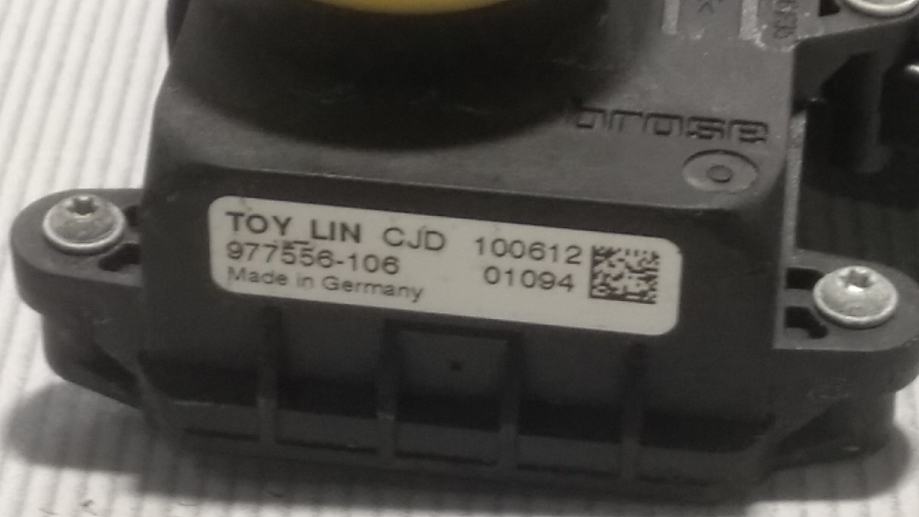 brose
TOY_LIN CJD 100612
977556-106 01094
Made in Germany